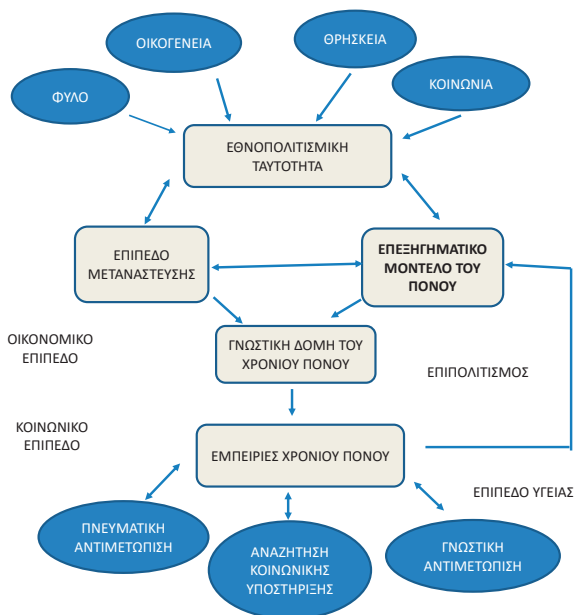 ΟΙΚΟΓΕΝΕΙΑ
ΘΡΗΣΚΕΙΑ
ΦΥΛΟ
ΚΟΙΝΩΝΙΑ
ΕΘΝΟΠΟΛΙΤΙΣΜΙΚΗ
ΤΑΥΤΟΤΗΤΑ
ΕΠΙΠΕΔΟ
ΜΕΤΑΝΑΣΤΕΥΣΗΣ
ΕΠΕΞΗΓΜΑΤΙΚΟ
ΜΟΝΤΕΛΟ ΤΟΥ
ΠΟΝΟΥ
ΟΙΚΟΝΟΜΙΚΟ
ΕΠΙΠΕΔΟ
ΓΝΩΣΤΙΚΗ ΔΟΜΗ ΤΟΥ
ΧΡΟΝΙΟΥ ΠΟΝΟΥ
ΕΠΙΠΟΛΙΤΙΣΜΟΣ
ΚΟΙΝΩΝΙΚΟ
ΕΠΙΠΕΔΟ
ΕΜΠΕΙΡΙΕΣ ΧΡΟΝΙΟΥ ΠΟΝΟΥ
ΕΠΙΠΕΔΟ ΥΓΕΙΑΣ
ΠΝΕΥΜΑΤΙΚΗ
ΑΝΤΙΜΕΤΩΠΙΣΗ
ΑΝΑΖΗΤΗΣΗ
ΚΟΙΝΩΝΙΚΗΣ
ΥΠΟΣΤΗΡΙΞΗΣ
ΓΝΩΣΤΙΚΗ
ΑΝΤΙΜΕΤΩΠΙΣΗ